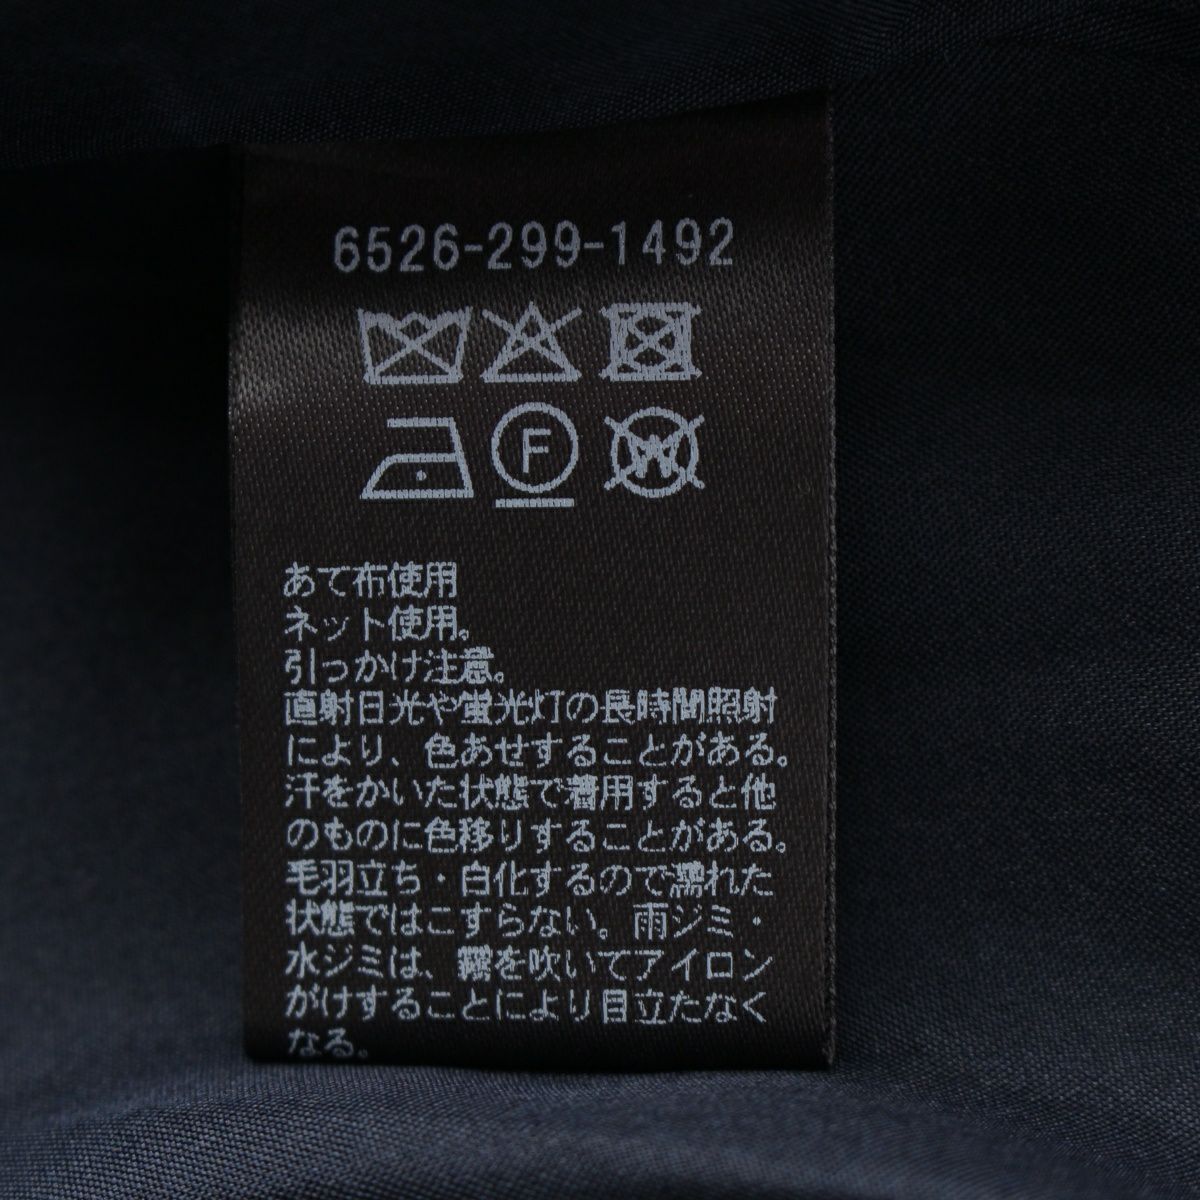 6526-299-1492
F
W
あて布使用
ネット使用。
引っかけ注意。
直射日光や蛍光灯の長時間照射
により、色あせすることがある。
汗をかいた状態で着用すると他
のものに色移りすることがある。
毛羽立ち・白化するので濡れた
状態ではこすらない。雨ジミ・
水ジミは、霧を吹いてアイロン
がけすることにより目立たなく
なる。